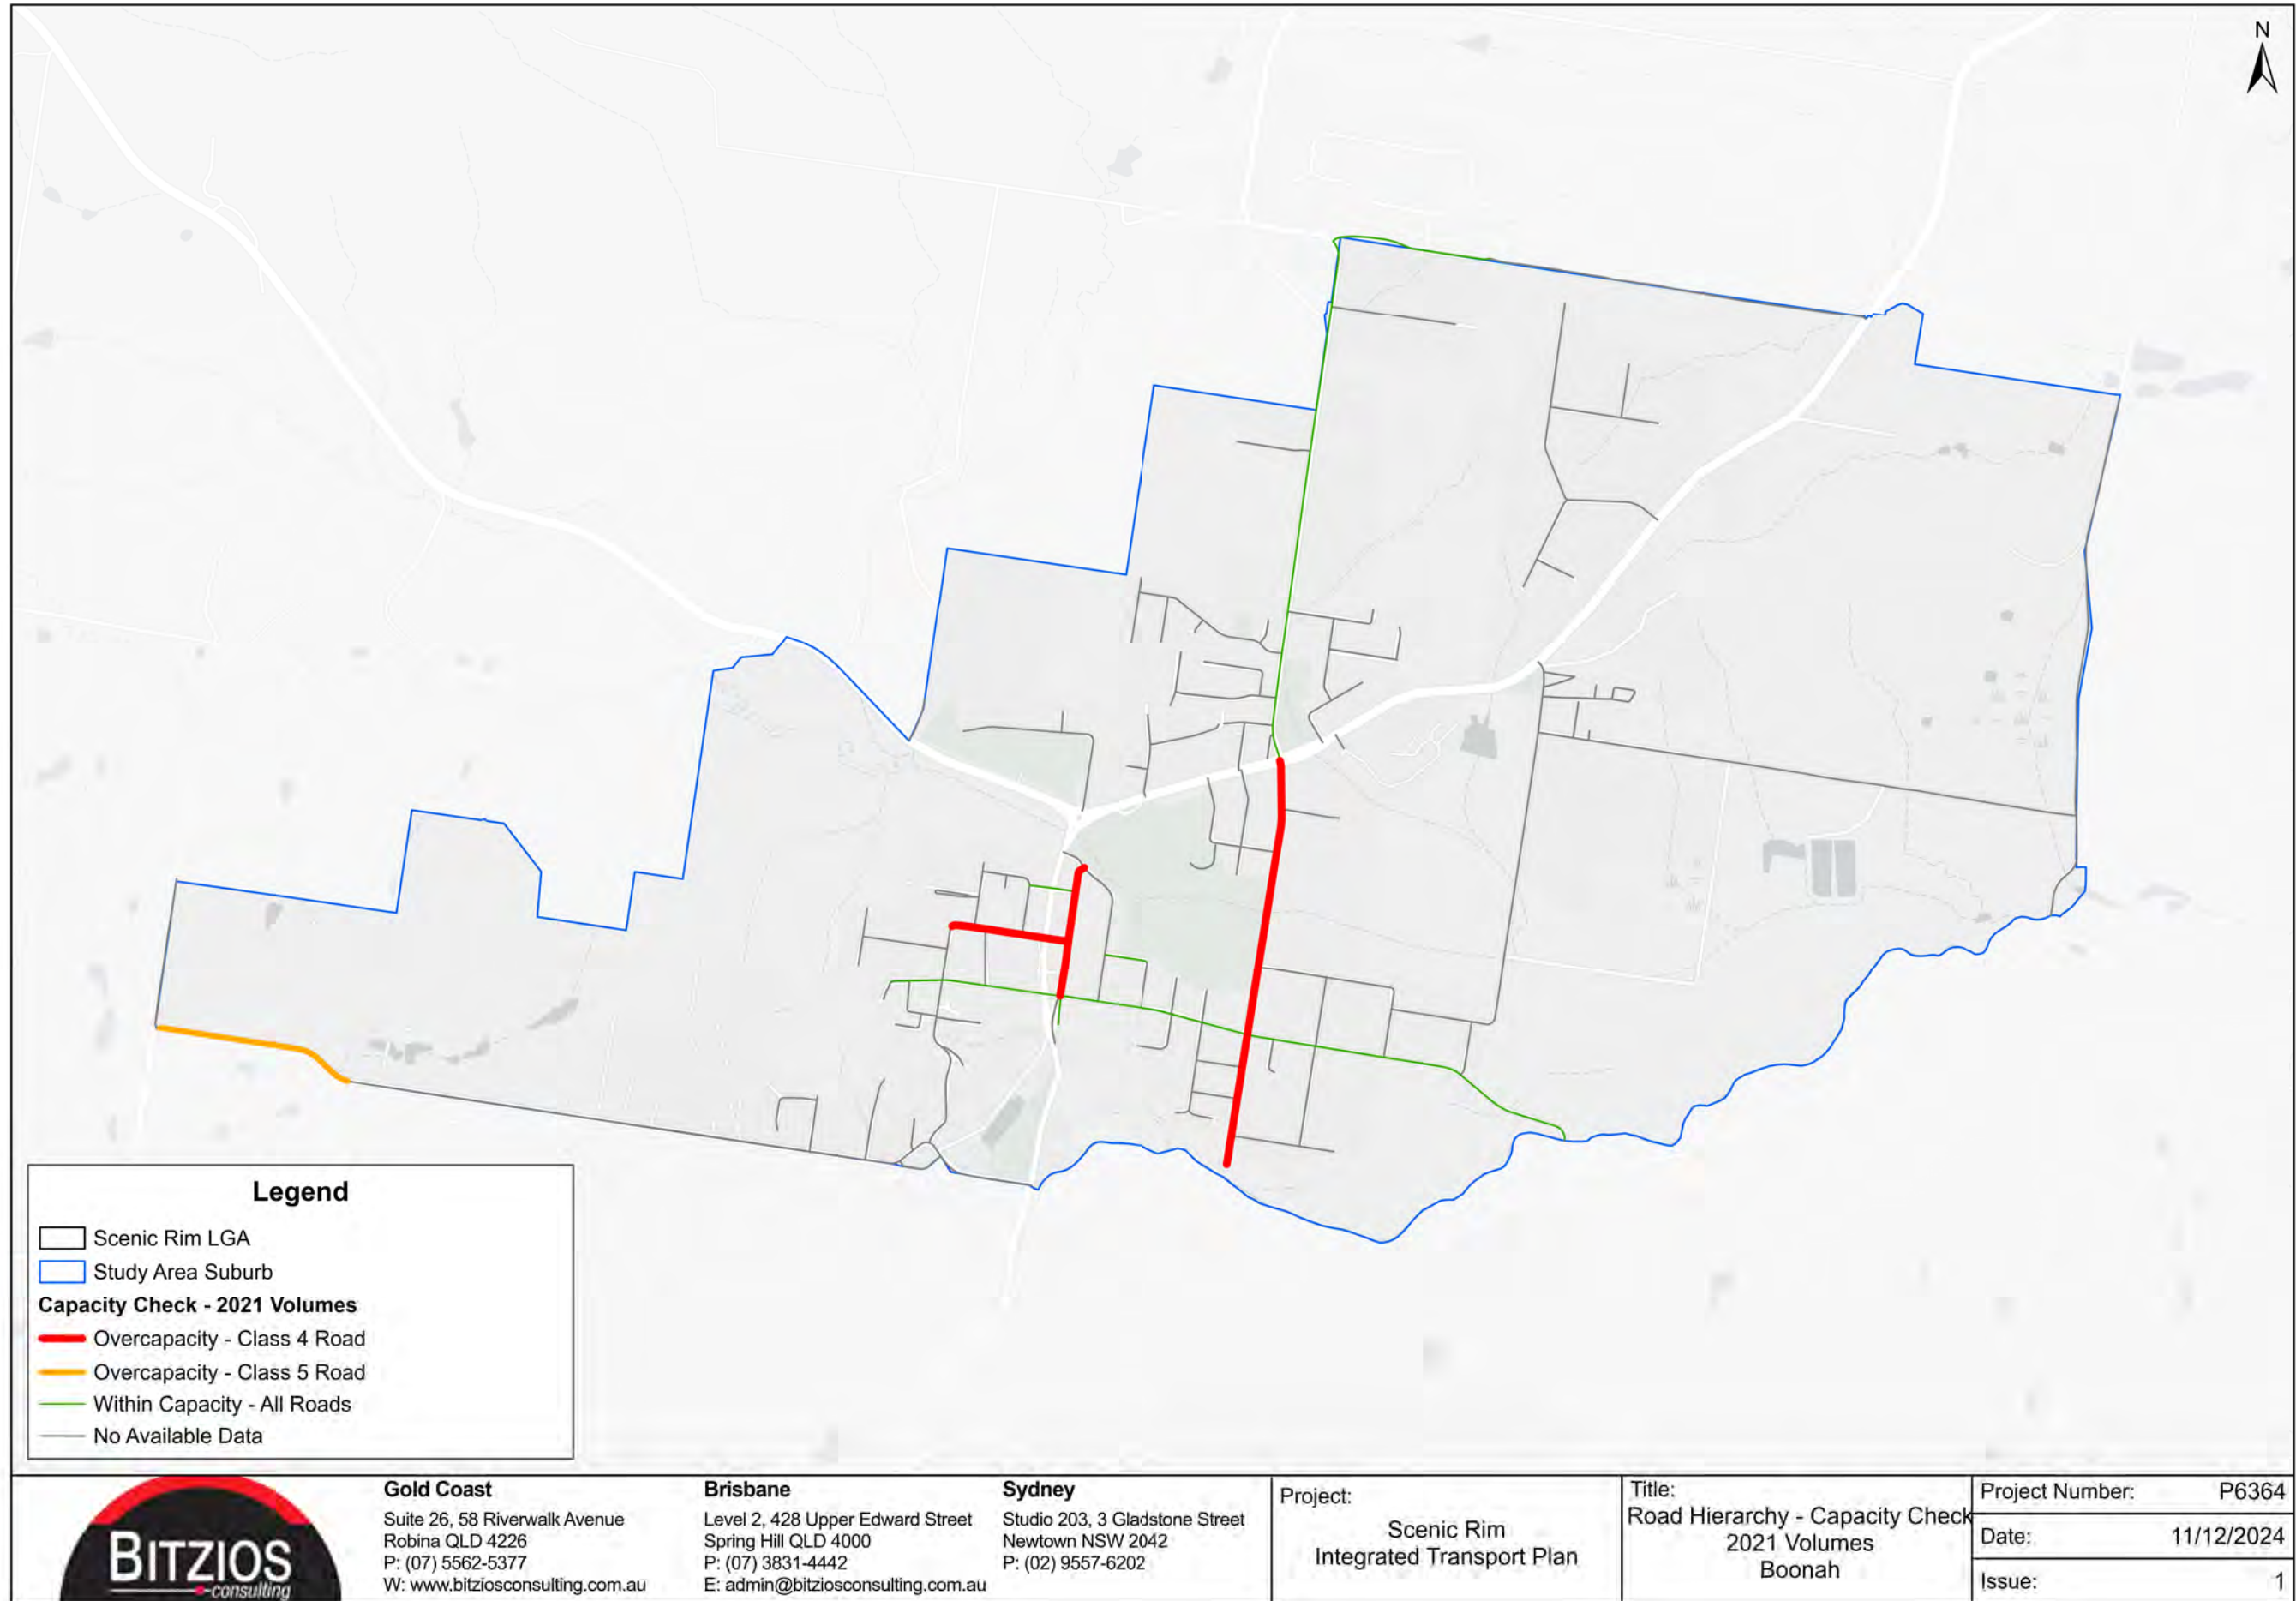 N
Legend
Scenic Rim LGA
Study Area Suburb
Capacity Check - 2021 Volumes
Overcapacity - Class 4 Road
Overcapacity - Class 5 Road
Within Capacity - All Roads
No Available Data
BITZIOS
consulting
Gold Coast
Suite 26, 58 Riverwalk Avenue
Robina QLD 4226
P: (07) 5562-5377
W: www.bitziosconsulting.com.au
Brisbane
Level 2, 428 Upper Edward Street
Spring Hill QLD 4000
P: (07) 3831-4442
E: admin@bitziosconsulting.com.au
Sydney
Studio 203, 3 Gladstone Street
Newtown NSW 2042
P: (02) 9557-6202
Project:
Scenic Rim
Integrated Transport Plan
Title:
Road Hierarchy - Capacity Check
2021 Volumes
Boonah
Project Number: P6364
Date: 11/12/2024
Issue: 1